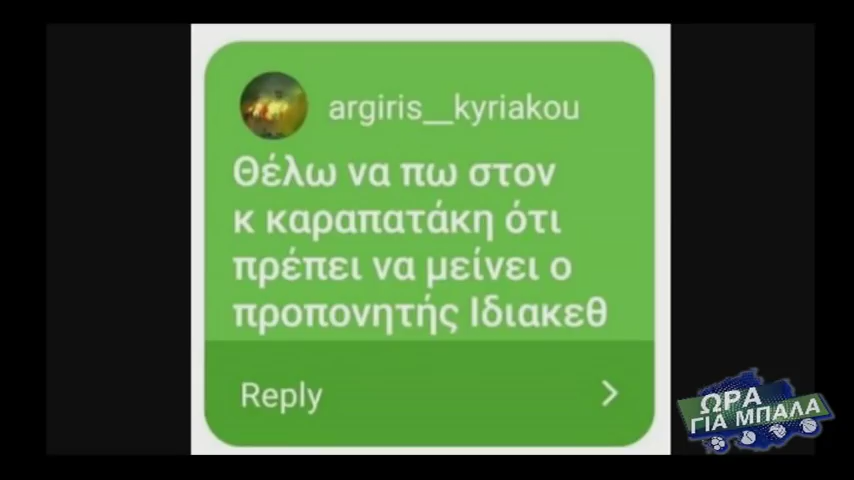 argiris__kyriakou
Θέλω να πω στον
κ καραπατάκη ότι
πρέπει να μείνει ο
προπονητής Ιδιακεθ
Reply
ΩΡΑ
ΓΙΑ ΜΠΑΛΑ